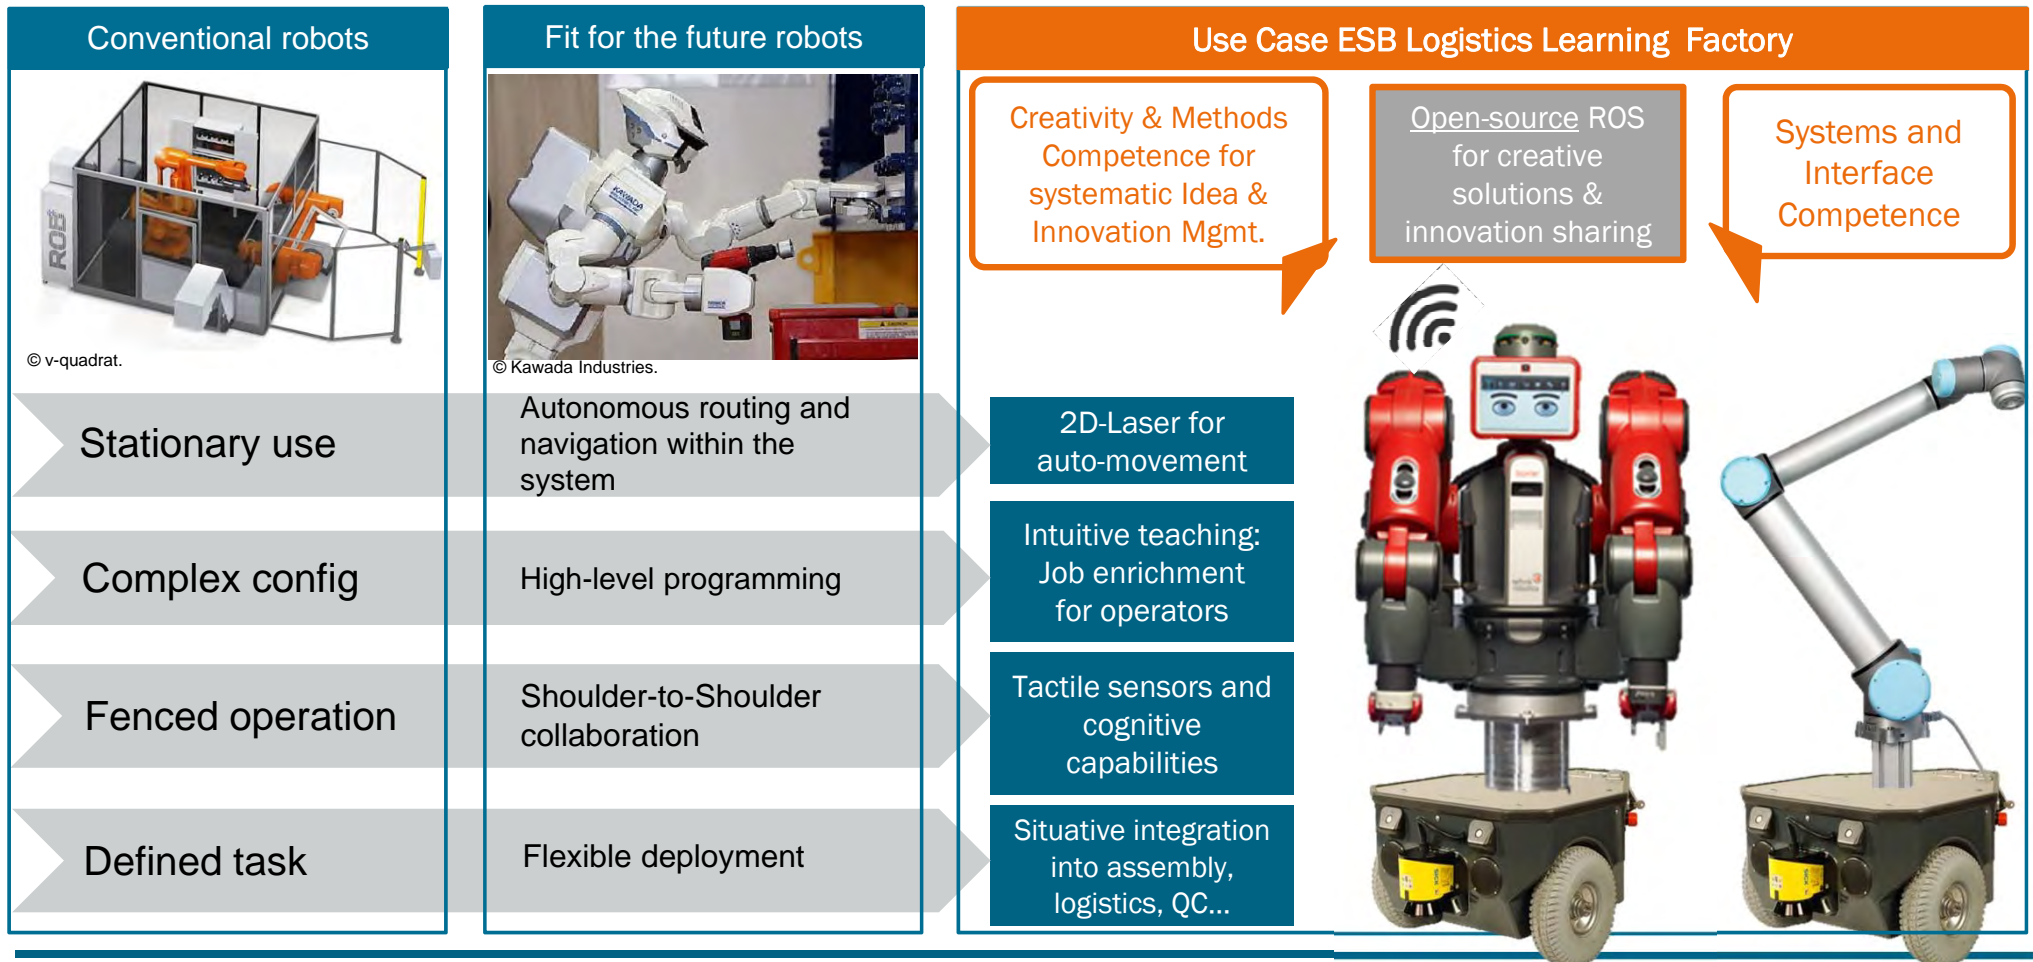 Conventional robots
Fit for the future robots
Use Case ESB Logistics Learning Factory
ROB
© v-quadrat.
KAWADA
© Kawada Industries.
Creativity & Methods
Competence for
systematic Idea &
Innovation Mgmt.
Open-source ROS
for creative
solutions &
innovation sharing
Systems and
Interface
Competence
Stationary use
Autonomous routing and
navigation within the
system
2D-Laser for
auto-movement
Complex config
High-level programming
Intuitive teaching:
Job enrichment
for operators
Fenced operation
Shoulder-to-Shoulder
collaboration
Tactile sensors and
cognitive
capabilities
Defined task
Flexible deployment
Situative integration
into assembly,
logistics, QC...